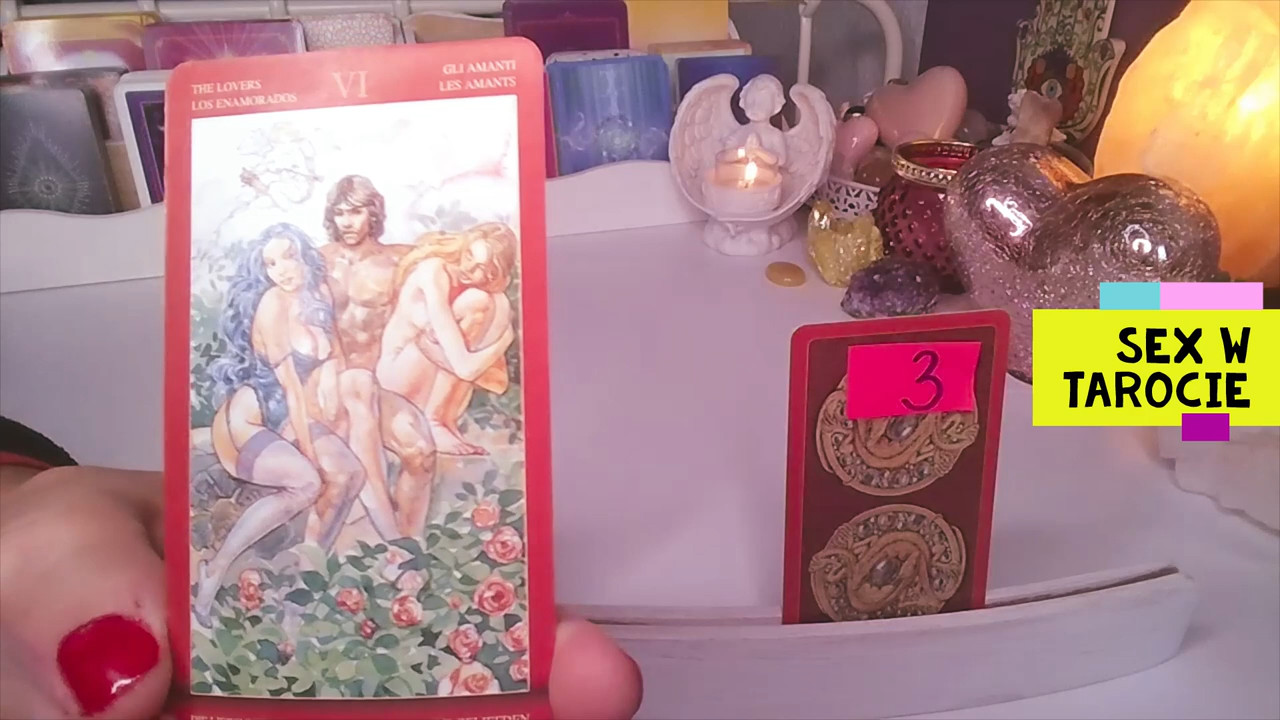 THE LOVERS
LOS ENAMORADOS
VI
GLI AMANTI
LES AMANTS
3
SEX W
TAROCIE